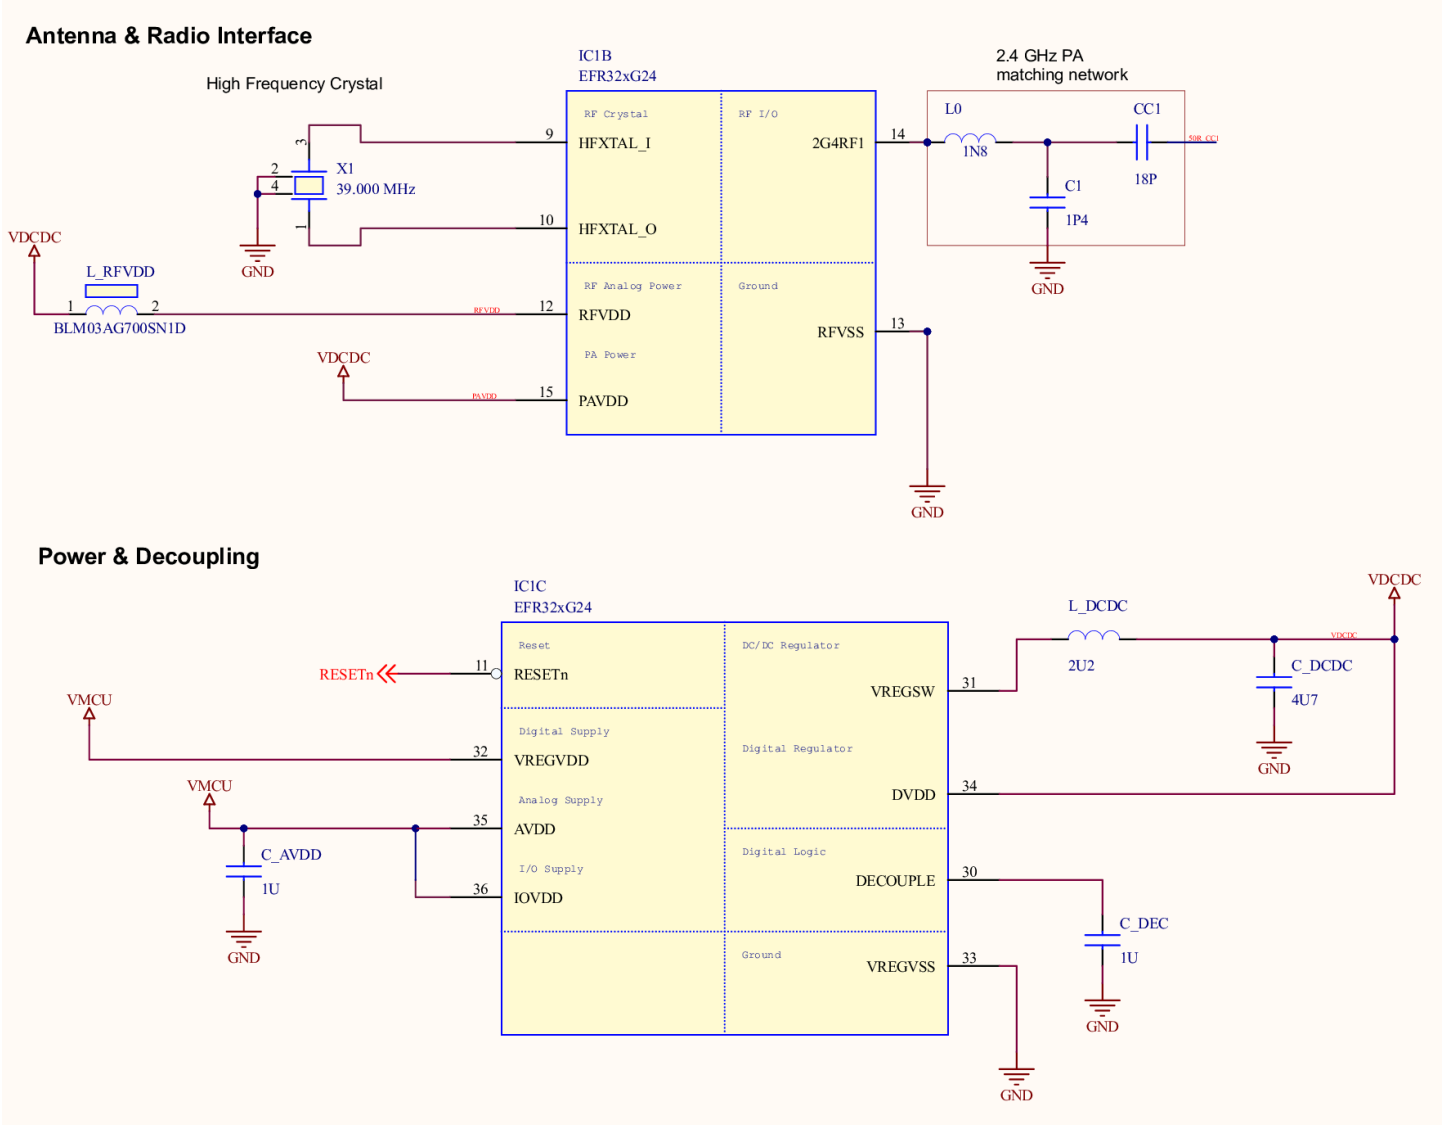 Antenna & Radio Interface
High Frequency Crystal
IC1B
EFR32xG24
2.4 GHz PA
matching network
RF Crystal
RF I/O
L0
CC1
3
9
HFXTAL_I
2G4RF1
14
1N8
50R_CC1
2
4
X1
39.000 MHz
C1
18P
1P4
1
10
HFXTAL_O
VDCDC
GND
GND
L_RFVDD
RF Analog Power
Ground
1
2
RFVDD
12
RFVDD
BLM03AG700SN1D
RFVSS
13
VDCDC
PA Power
PAVDD
15
PAVDD
GND
Power & Decoupling
IC1C
EFR32xG24
VDCDC
L_DCDC
Reset
DC/DC Regulator
VDCDC
RESETn
11
RESETn
2U2
C_DCDC
4U7
VREGSW
31
VMCU
Digital Supply
Digital Regulator
32
VREGVDD
GND
VMCU
Analog Supply
DVDD
34
35
AVDD
C_AVDD
1U
I/O Supply
Digital Logic
36
IOVDD
DECOUPLE
30
C_DEC
1U
GND
Ground
VREGVSS
33
GND
GND